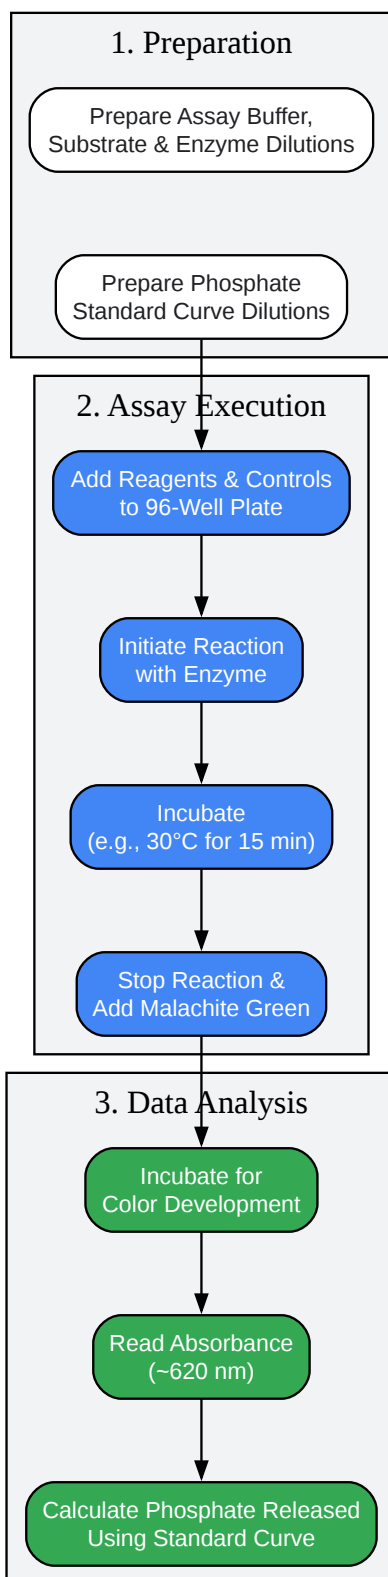 1. Preparation
Prepare Assay Buffer,
Substrate & Enzyme Dilutions
Prepare Phosphate
Standard Curve Dilutions
2. Assay Execution
Add Reagents & Controls
to 96-Well Plate
Initiate Reaction
with Enzyme
Incubate
(e.g., 30°C for 15 min)
Stop Reaction &
Add Malachite Green
3. Data Analysis
Incubate for
Color Development
Read Absorbance
(~620 nm)
Calculate Phosphate Released
Using Standard Curve